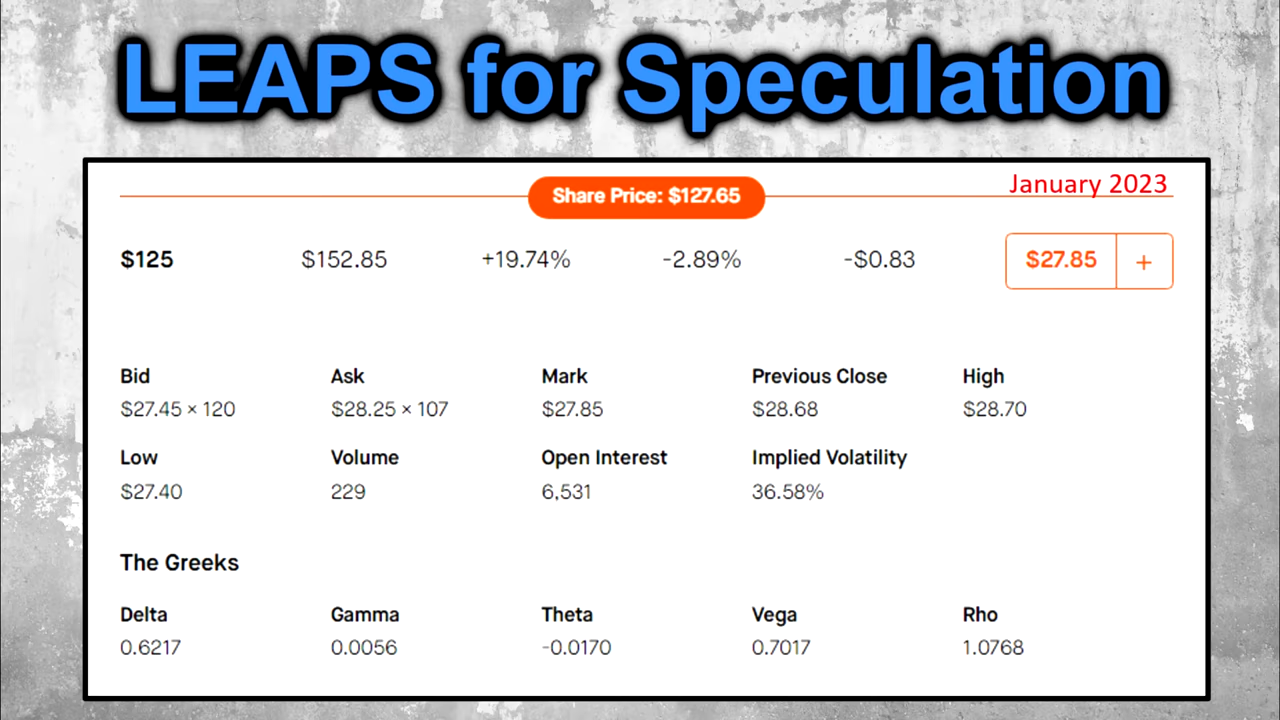 LEAPS for Speculation
January 2023
Share Price: $127.65
$125 $152.85 +19.74% -2.89% -$0.83 $27.85 +
Bid Ask Mark Previous Close High
$27.45 × 120 $28.25 × 107 $27.85 $28.68 $28.70
Low Volume Open Interest Implied Volatility
$27.40 229 6,531 36.58%
The Greeks
Delta Gamma Theta Vega Rho
0.6217 0.0056 -0.0170 0.7017 1.0768